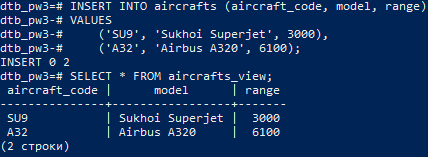 dtb_pw3=# INSERT INTO aircrafts (aircraft_code, model, range)
dtb_pw3-# VALUES
dtb_pw3-#     ('SU9', 'Sukhoi Superjet', 3000),
dtb_pw3-#     ('A32', 'Airbus A320', 6100);
INSERT 0 2
dtb_pw3=# SELECT * FROM aircrafts_view;
 aircraft_code |      model      | range
---------------+-----------------+-------
 SU9           | Sukhoi Superjet |  3000
 A32           | Airbus A320     |  6100
(2 строки)